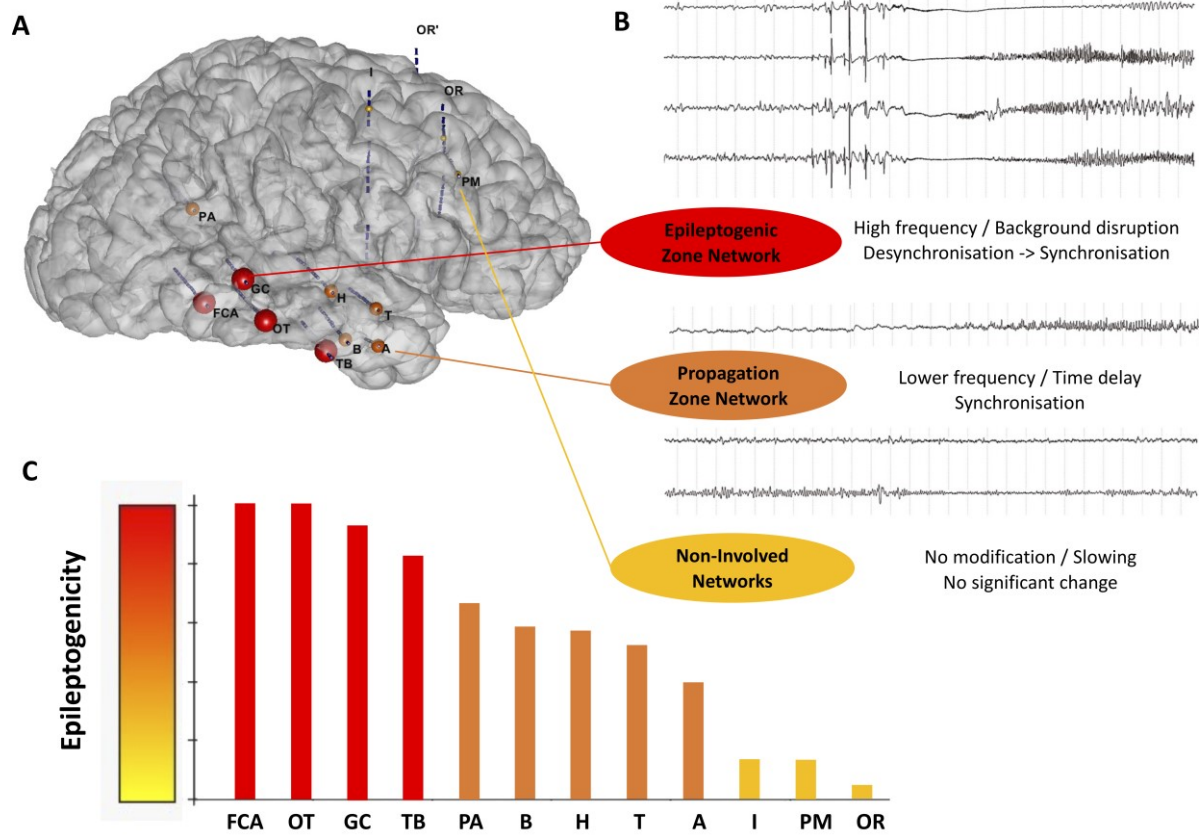 A
OR'
I
OR
PM
PA
GC
FCA
OT
H
T
B
A
TB
B
Epileptogenic
Zone Network
High frequency / Background disruption
Desynchronisation -> Synchronisation
Propagation
Zone Network
Lower frequency / Time delay
Synchronisation
Non-Involved
Networks
No modification / Slowing
No significant change
C
Epileptogenicity
FCA OT GC TB PA B H T A I PM OR